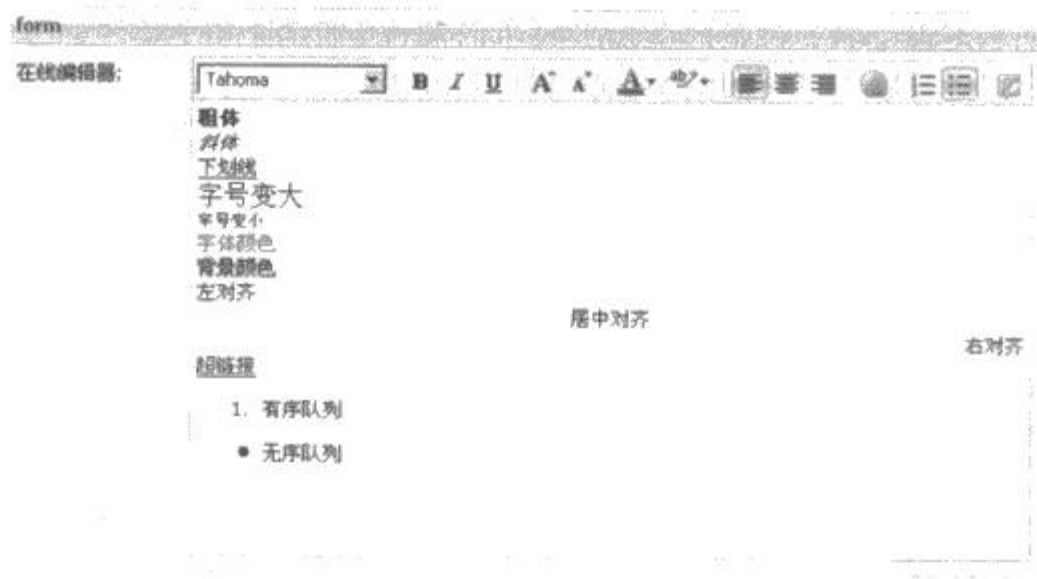 form
在线编辑器:
Tahoma B I U A A A ab
粗体
斜体
下划线
字号变大
字号变小
字体颜色
背景颜色
左对齐
居中对齐
右对齐
超链接
1. 有序队列
• 无序队列